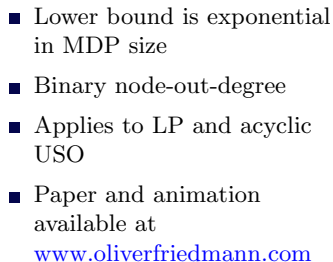 Lower bound is exponential
in MDP size
Binary node-out-degree
Applies to LP and acyclic
USO
Paper and animation
available at
www.oliverfriedmann.com